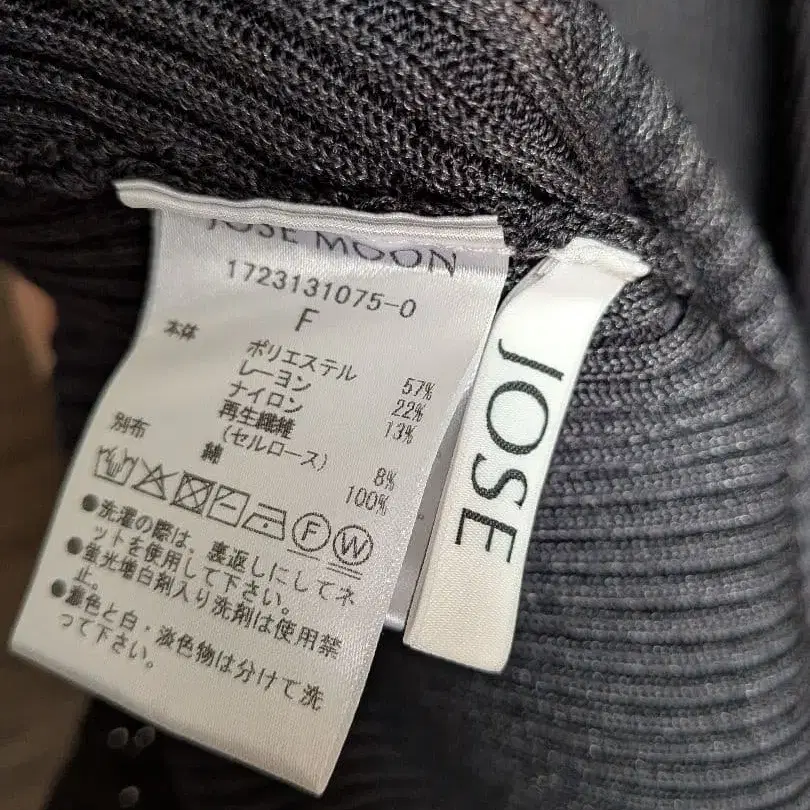 JOSE MOON
1723131075-0
F
本体 ポリエステル 57%
レーヨン 22%
ナイロン 13%
再生繊維
(セルロース) 8%
別布 綿 100%
F W
●洗濯の際は、裏返しにしてネ
ットを使用して下さい。
●蛍光増白剤入り洗剤は使用禁
止。
●濃色と白・淡色物は分けて洗
って下さい。
JOSE